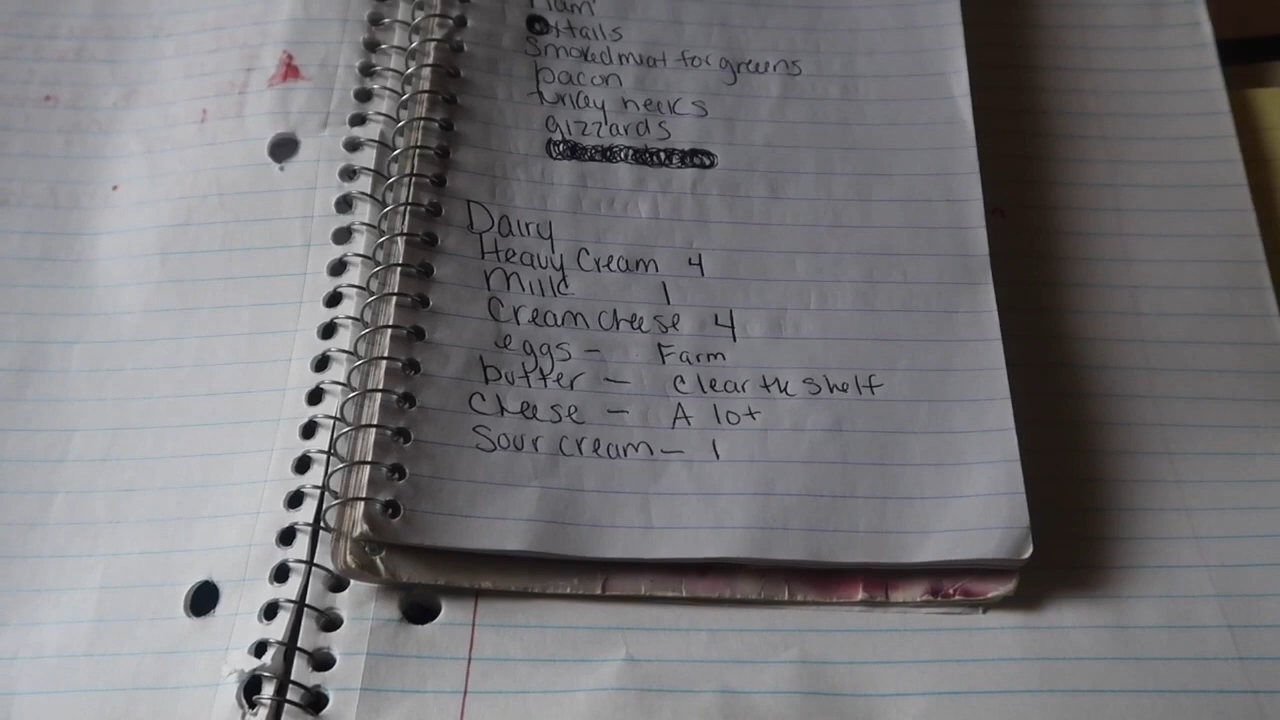 Ham
Oxtails
Smoked meat for greens
bacon
turkey necks
gizzards
Dairy
Heavy Cream 4
Milk 1
Cream cheese 4
eggs - Farm
butter - Clear the shelf
Cheese - A lot
Sour cream - 1